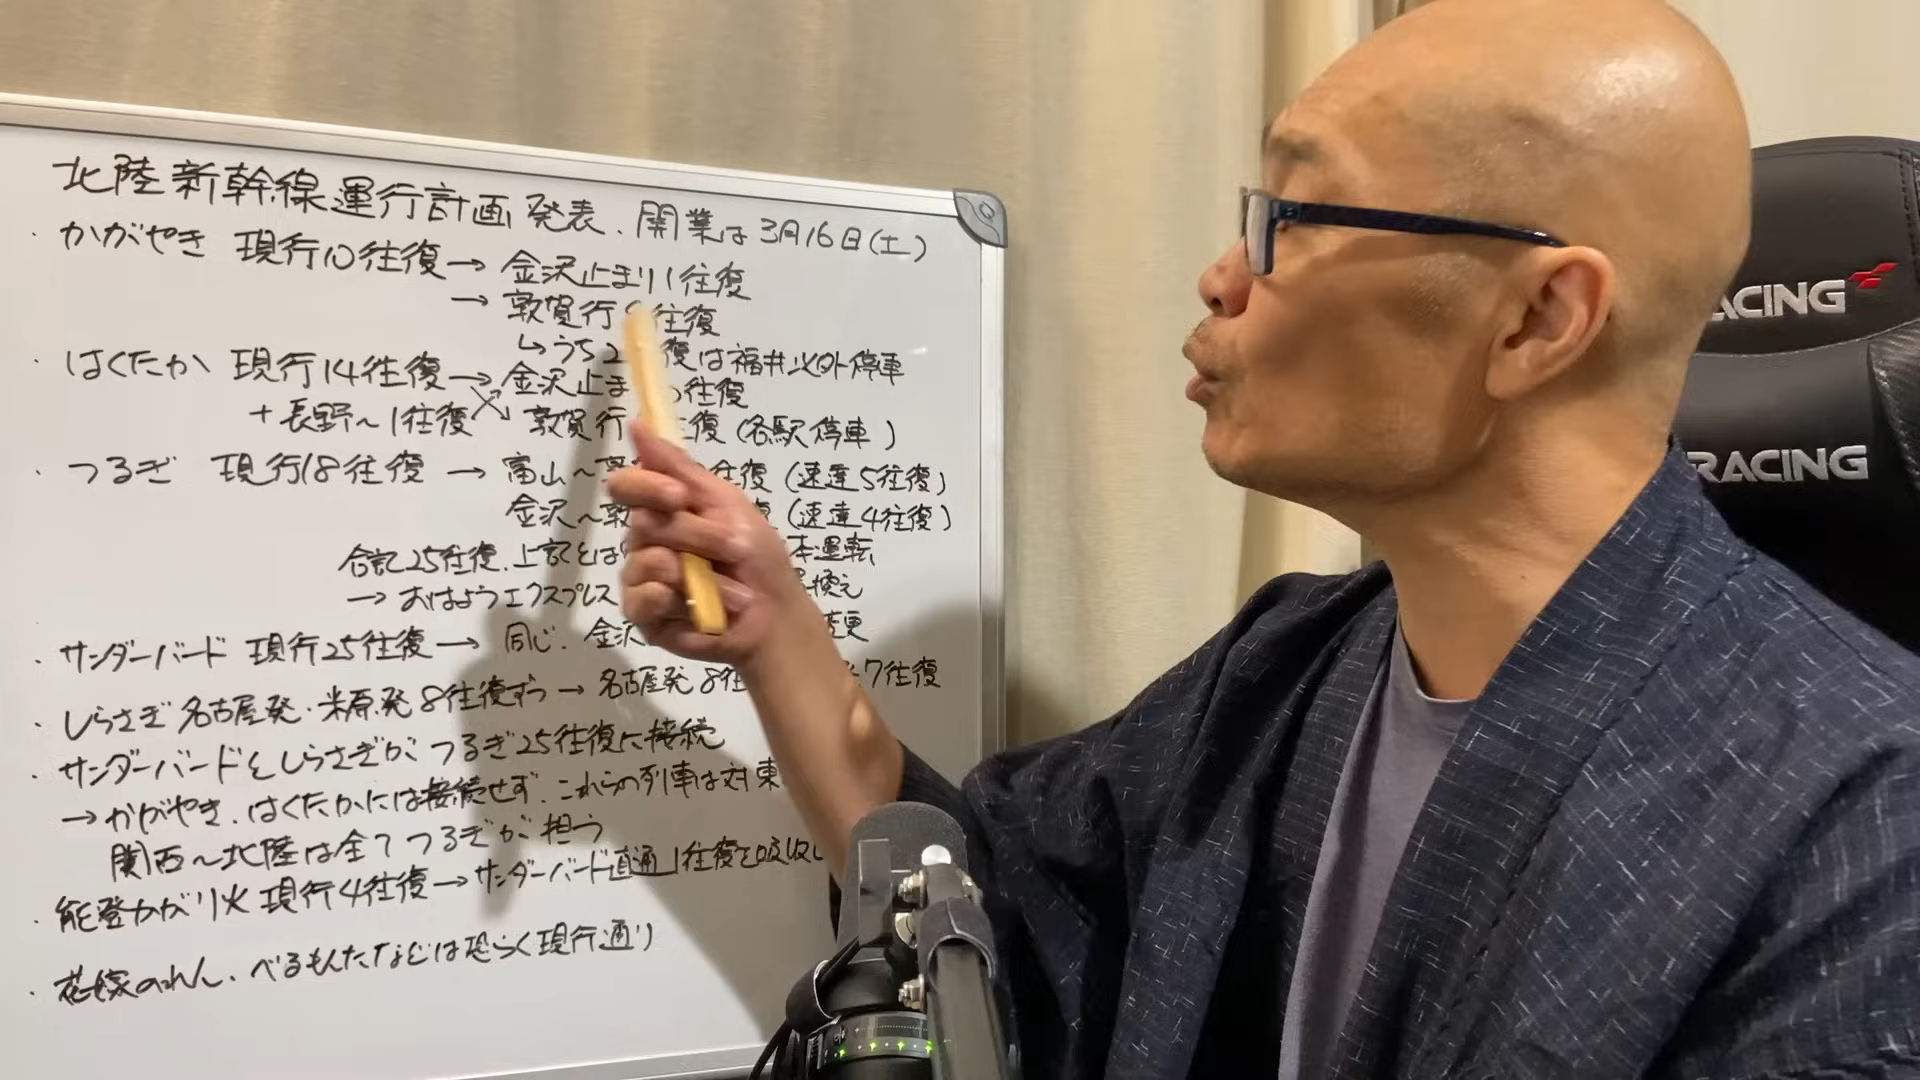 北陸新幹線運行計画発表、開業は3月16日(土)
・かがやき 現行10往復→金沢止まり1往復
→敦賀行 往復
↳うち2 復は福井以外停車
・はくたか 現行14往復→金沢止ま 往復
+長野〜1往復 敦賀行 往復(各駅停車)
・つるぎ 現行18往復→富山〜 往復(速達5往復)
金沢〜敦 (速達4往復)
合計25往復、上記とは 本運転
→おはようエクスプレス 換え
・サンダーバード 現行25往復→同じ、金沢 変更
・しらさぎ 名古屋発・米原発8往復ずつ→名古屋発8往 7往復
・サンダーバードとしらさぎがつるぎ25往復に接続
→かがやき、はくたかには接続せず、これらの列車は対東
関西〜北陸は全てつるぎが担う
・能登かがり火 現行4往復→サンダーバード直通1往復を吸収し
・花嫁のれん、べるもんたなどは恐らく現行通り
ACING
RACING